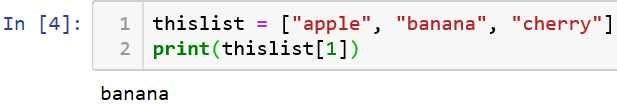 In [4]:
1 thislist = ["apple", "banana", "cherry"]
2 print(thislist[1])
banana